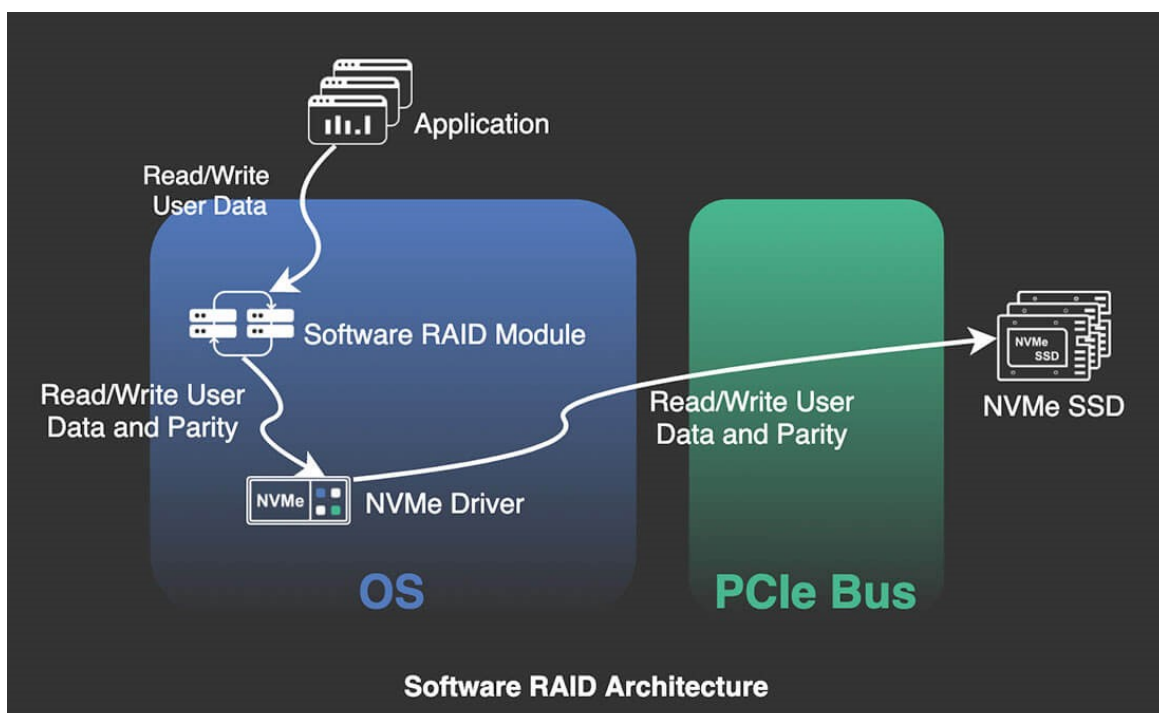 Application
Read/Write
User Data
Software RAID Module
Read/Write User
Data and Parity
NVMe
NVMe Driver
Read/Write User
Data and Parity
NVMe
SSD
NVMe SSD
OS
PCIe Bus
Software RAID Architecture